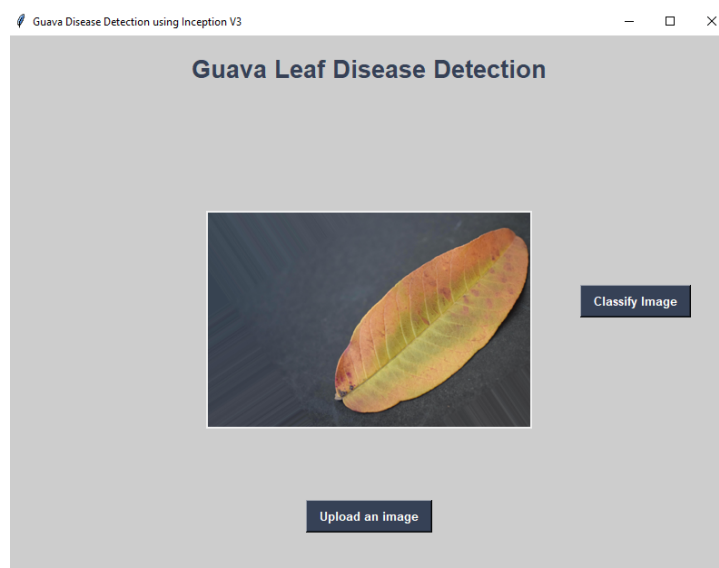 Guava Disease Detection using Inception V3
Guava Leaf Disease Detection
Classify Image
Upload an image